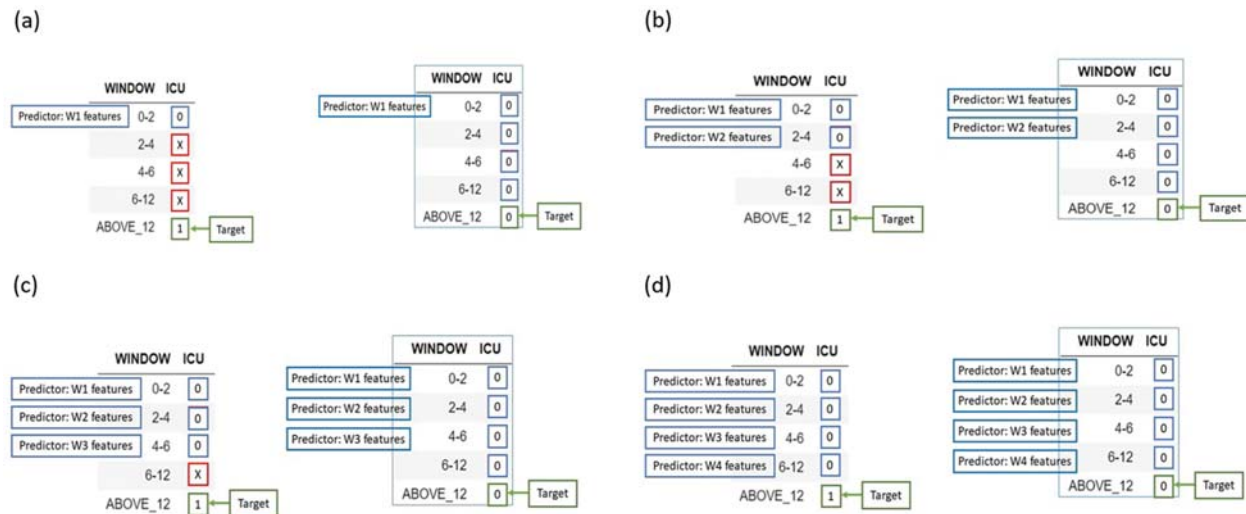 (a)
WINDOW ICU
Predictor: W1 features 0-2 0
2-4 X
4-6 X
6-12 X
ABOVE_12 1 Target
WINDOW ICU
Predictor: W1 features 0-2 0
2-4 0
4-6 0
6-12 0
ABOVE_12 0 Target
(b)
WINDOW ICU
Predictor: W1 features 0-2 0
Predictor: W2 features 2-4 0
4-6 X
6-12 X
ABOVE_12 1 Target
WINDOW ICU
Predictor: W1 features 0-2 0
Predictor: W2 features 2-4 0
4-6 0
6-12 0
ABOVE_12 0 Target
(c)
WINDOW ICU
Predictor: W1 features 0-2 0
Predictor: W2 features 2-4 0
Predictor: W3 features 4-6 0
6-12 X
ABOVE_12 1 Target
WINDOW ICU
Predictor: W1 features 0-2 0
Predictor: W2 features 2-4 0
Predictor: W3 features 4-6 0
6-12 0
ABOVE_12 0 Target
(d)
WINDOW ICU
Predictor: W1 features 0-2 0
Predictor: W2 features 2-4 0
Predictor: W3 features 4-6 0
Predictor: W4 features 6-12 0
ABOVE_12 1 Target
WINDOW ICU
Predictor: W1 features 0-2 0
Predictor: W2 features 2-4 0
Predictor: W3 features 4-6 0
Predictor: W4 features 6-12 0
ABOVE_12 0 Target